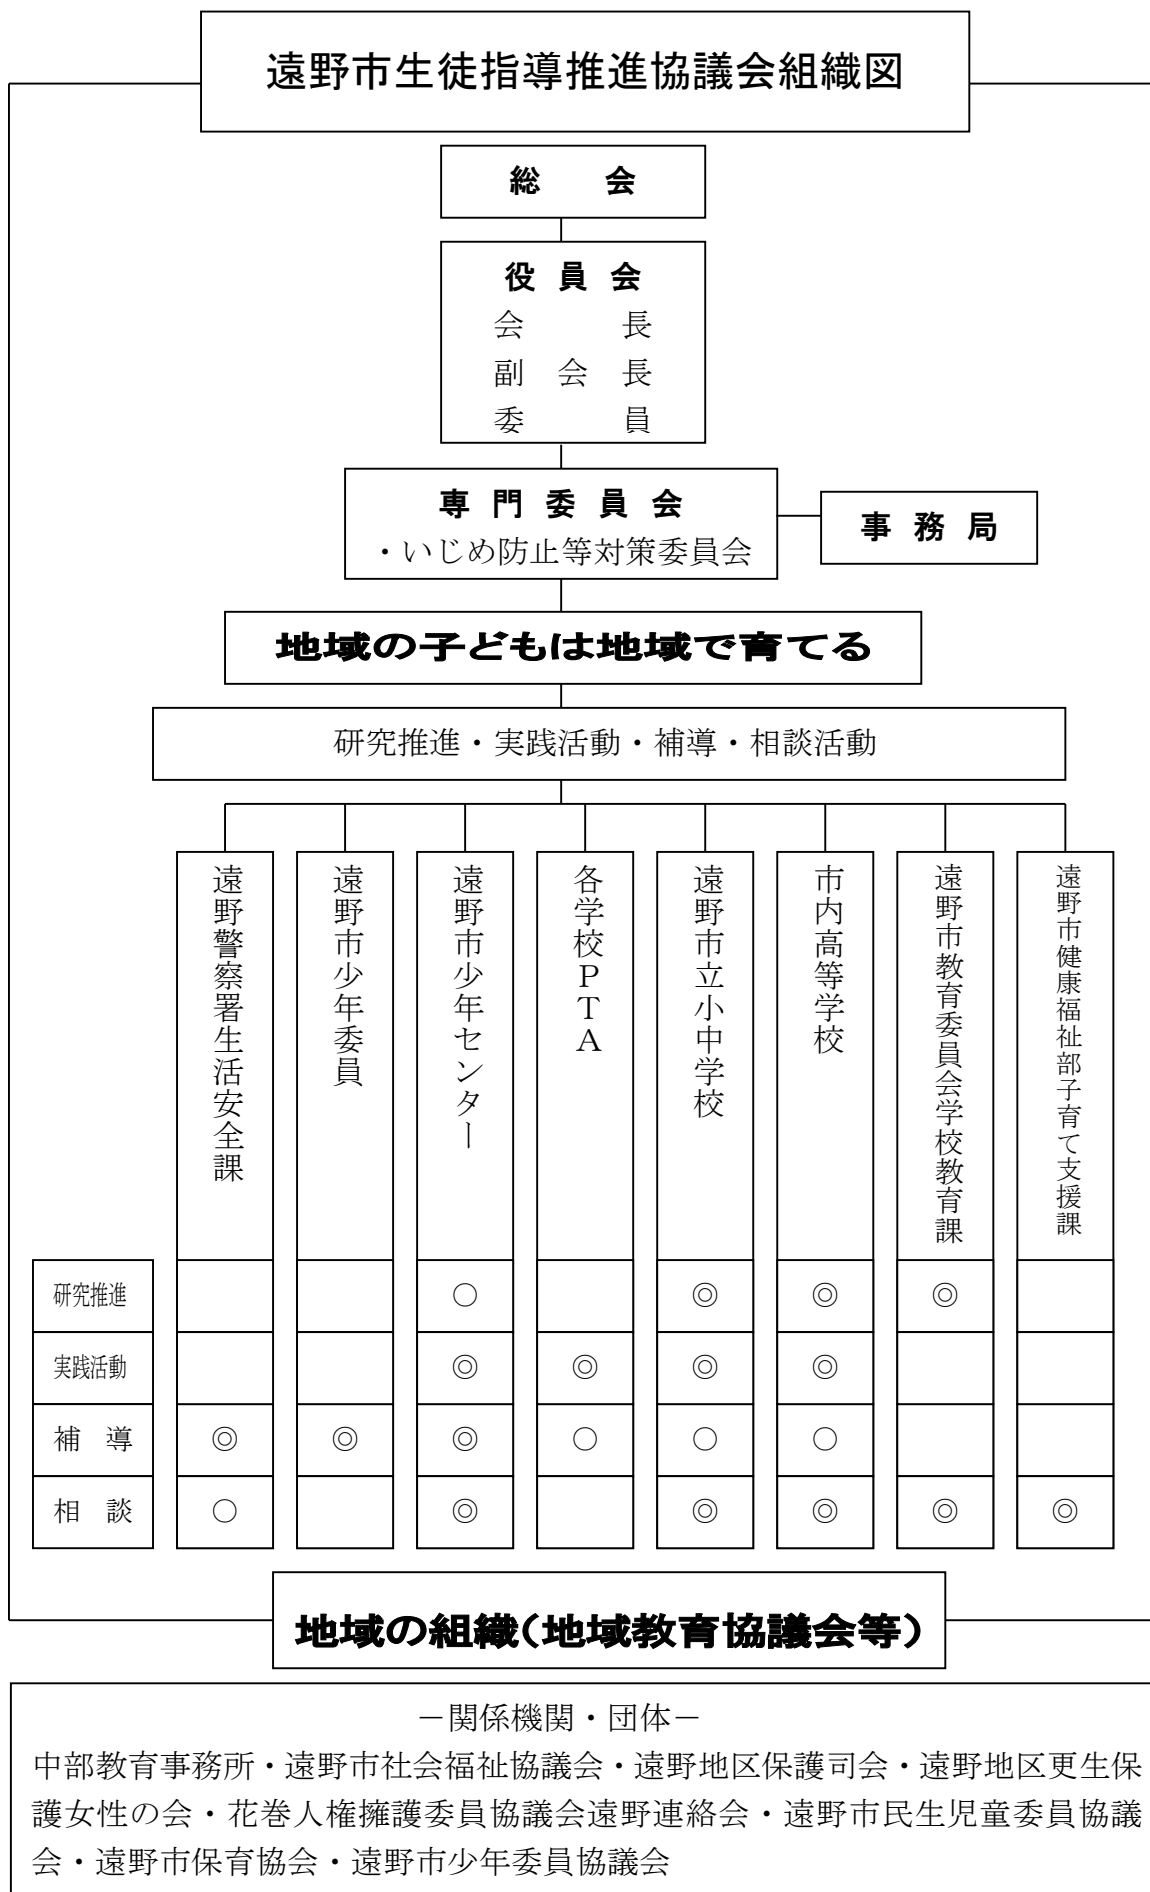 遠野市生徒指導推進協議会組織図
総　会
役員会
会　長
副会長
委　員
専門委員会
・いじめ防止等対策委員会
事務局
地域の子どもは地域で育てる
研究推進・実践活動・補導・相談活動
遠野警察署生活安全課
遠野市少年委員
遠野市少年センター
各学校ＰＴＡ
遠野市立小中学校
市内高等学校
遠野市教育委員会学校教育課
遠野市健康福祉部子育て支援課
研究推進 ○ ◎ ◎ ◎
実践活動 ◎ ◎ ◎ ◎
補　導 ◎ ◎ ◎ ○ ○ ○
相　談 ○ ◎ ◎ ◎ ◎ ◎
地域の組織（地域教育協議会等）
－関係機関・団体－
中部教育事務所・遠野市社会福祉協議会・遠野地区保護司会・遠野地区更生保
護女性の会・花巻人権擁護委員協議会遠野連絡会・遠野市民生児童委員協議
会・遠野市保育協会・遠野市少年委員協議会